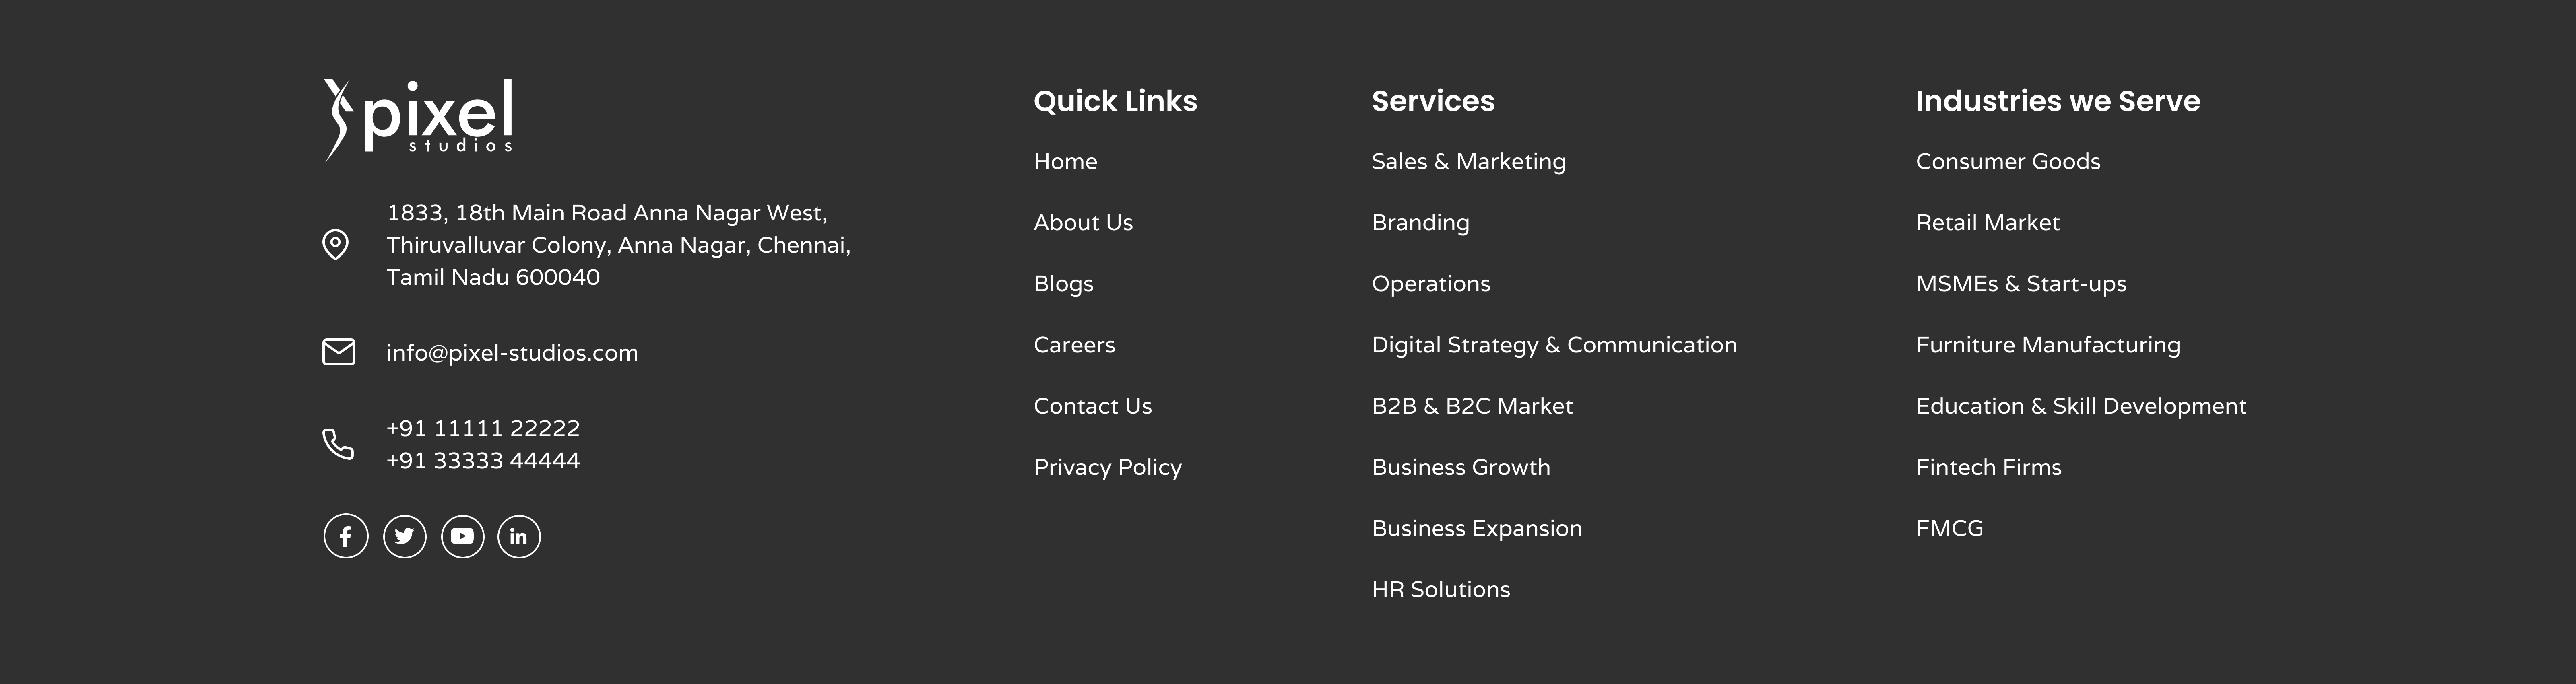 pixel
studios
1833, 18th Main Road Anna Nagar West,
Thiruvalluvar Colony, Anna Nagar, Chennai,
Tamil Nadu 600040
info@pixel-studios.com
+91 11111 22222
+91 33333 44444
Quick Links
Home
About Us
Blogs
Careers
Contact Us
Privacy Policy
Services
Sales & Marketing
Branding
Operations
Digital Strategy & Communication
B2B & B2C Market
Business Growth
Business Expansion
HR Solutions
Industries we Serve
Consumer Goods
Retail Market
MSMEs & Start-ups
Furniture Manufacturing
Education & Skill Development
Fintech Firms
FMCG